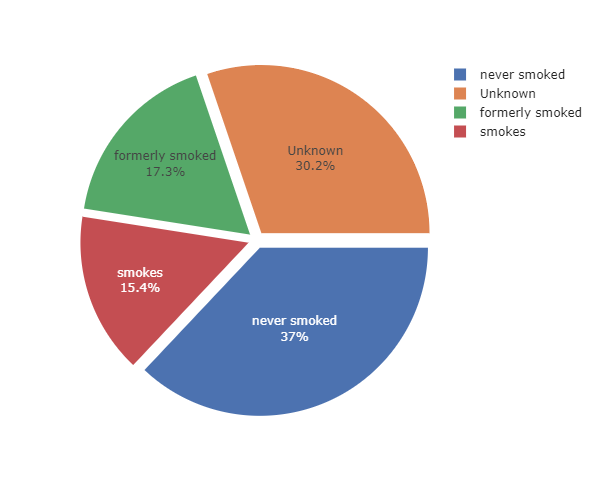 never smoked
Unknown
formerly smoked
smokes
Unknown
30.2%
formerly smoked
17.3%
smokes
15.4%
never smoked
37%